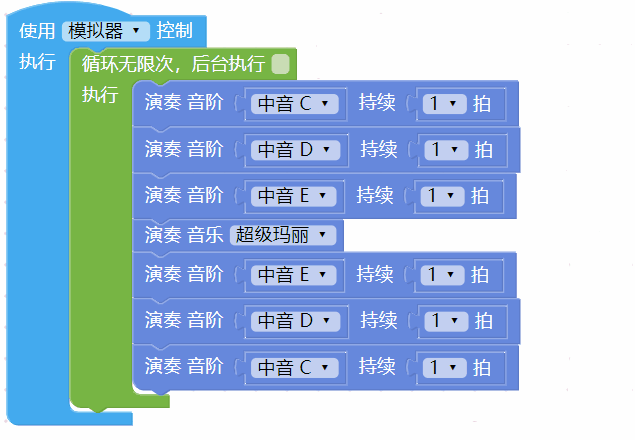 使用 模拟器 控制
执行 循环无限次，后台执行
执行 演奏 音阶 中音 C 持续 1 拍
演奏 音阶 中音 D 持续 1 拍
演奏 音阶 中音 E 持续 1 拍
演奏 音乐 超级玛丽
演奏 音阶 中音 E 持续 1 拍
演奏 音阶 中音 D 持续 1 拍
演奏 音阶 中音 C 持续 1 拍